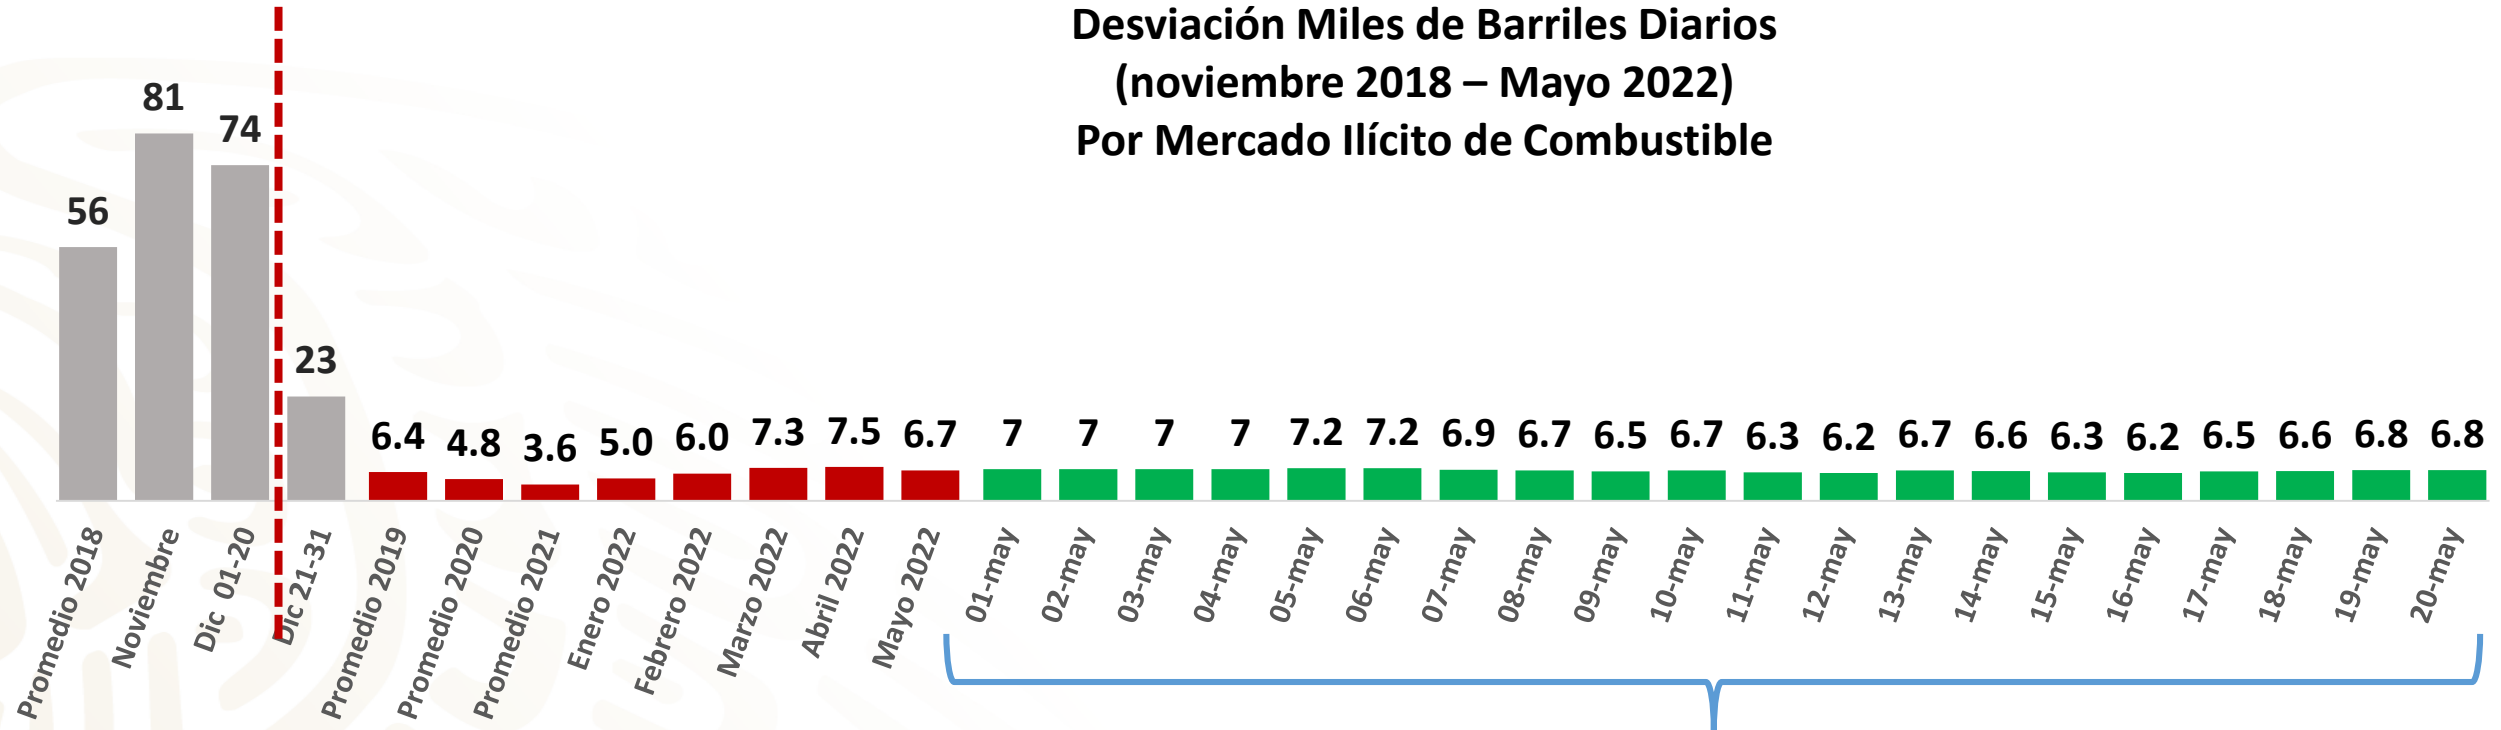 Desviación Miles de Barriles Diarios
(noviembre 2018 – Mayo 2022)
Por Mercado Ilícito de Combustible
56
81
74
23
6.4
4.8
3.6
5.0
6.0
7.3
7.5
6.7
7
7
7
7
7.2
7.2
6.9
6.7
6.5
6.7
6.3
6.2
6.7
6.6
6.3
6.2
6.5
6.6
6.8
6.8
Promedio 2018
Noviembre
Dic 01-20
Dic 21-31
Promedio 2019
Promedio 2020
Promedio 2021
Enero 2022
Febrero 2022
Marzo 2022
Abril 2022
Mayo 2022
01-may
02-may
03-may
04-may
05-may
06-may
07-may
08-may
09-may
10-may
11-may
12-may
13-may
14-may
15-may
16-may
17-may
18-may
19-may
20-may